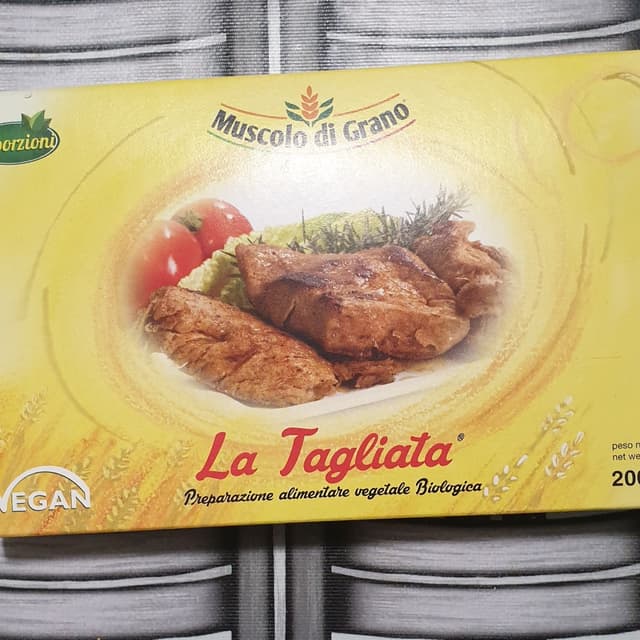 Muscolo di Grano®
porzioni
La Tagliata®
Preparazione alimentare vegetale Biologica
VEGAN
peso n
net we
200